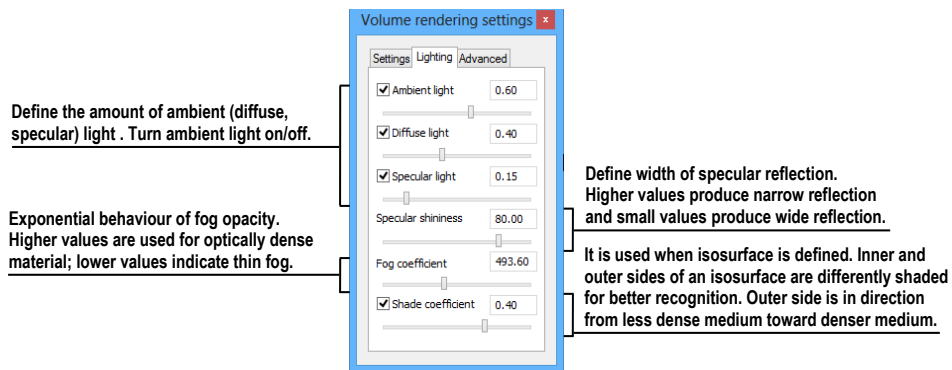 Volume rendering settings x
Settings Lighting Advanced
Ambient light 0.60
Diffuse light 0.40
Specular light 0.15
Specular shininess 80.00
Fog coefficient 493.60
Shade coefficient 0.40
Define the amount of ambient (diffuse,
specular) light . Turn ambient light on/off.
Exponential behaviour of fog opacity.
Higher values are used for optically dense
material; lower values indicate thin fog.
Define width of specular reflection.
Higher values produce narrow reflection
and small values produce wide reflection.
It is used when isosurface is defined. Inner and
outer sides of an isosurface are differently shaded
for better recognition. Outer side is in direction
from less dense medium toward denser medium.